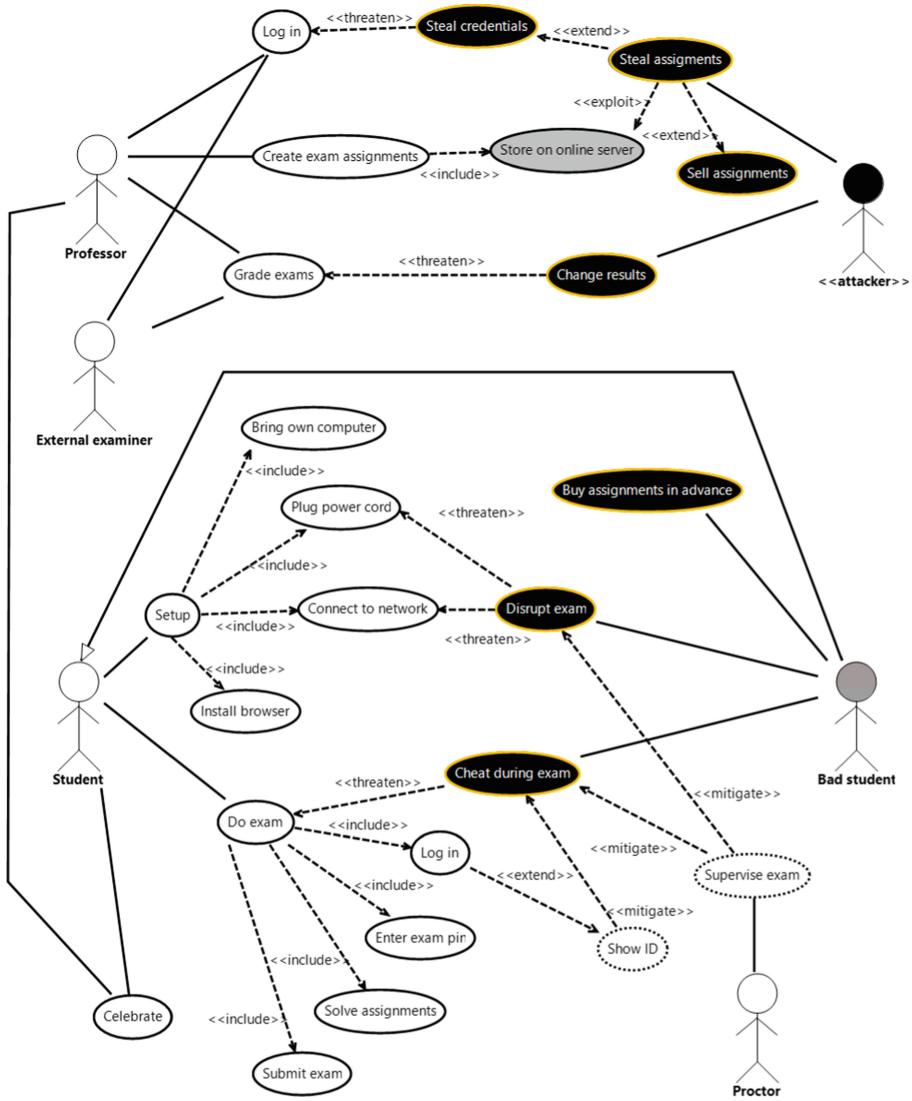 Log in
<<threaten>>
Steal credentials
<<extend>>
Steal assigments
<<exploit>
<<extend>>
Create exam assignments
<<include>>
Store on online server
Sell assignments
Professor
Grade exams
<<threaten>>
Change results
<<attacker>>
External examiner
Bring own computer
<<include>>
Plug power cord
<<threaten>>
Buy assignments in advance
<<include>>
Setup
<<include>>
Connect to network
<<threaten>>
Disrupt exam
<<include>>
Install browser
Student
Bad student
Cheat during exam
<<threaten>>
<<mitigate>>
Do exam
<<include>>
Log in
<<mitigate>>
<<extend>>
Supervise exam
<<include>>
<<mitigate>>
Enter exam pin
Show ID
<<include>>
Solve assignments
Celebrate
<<include>
Submit exam
Proctor